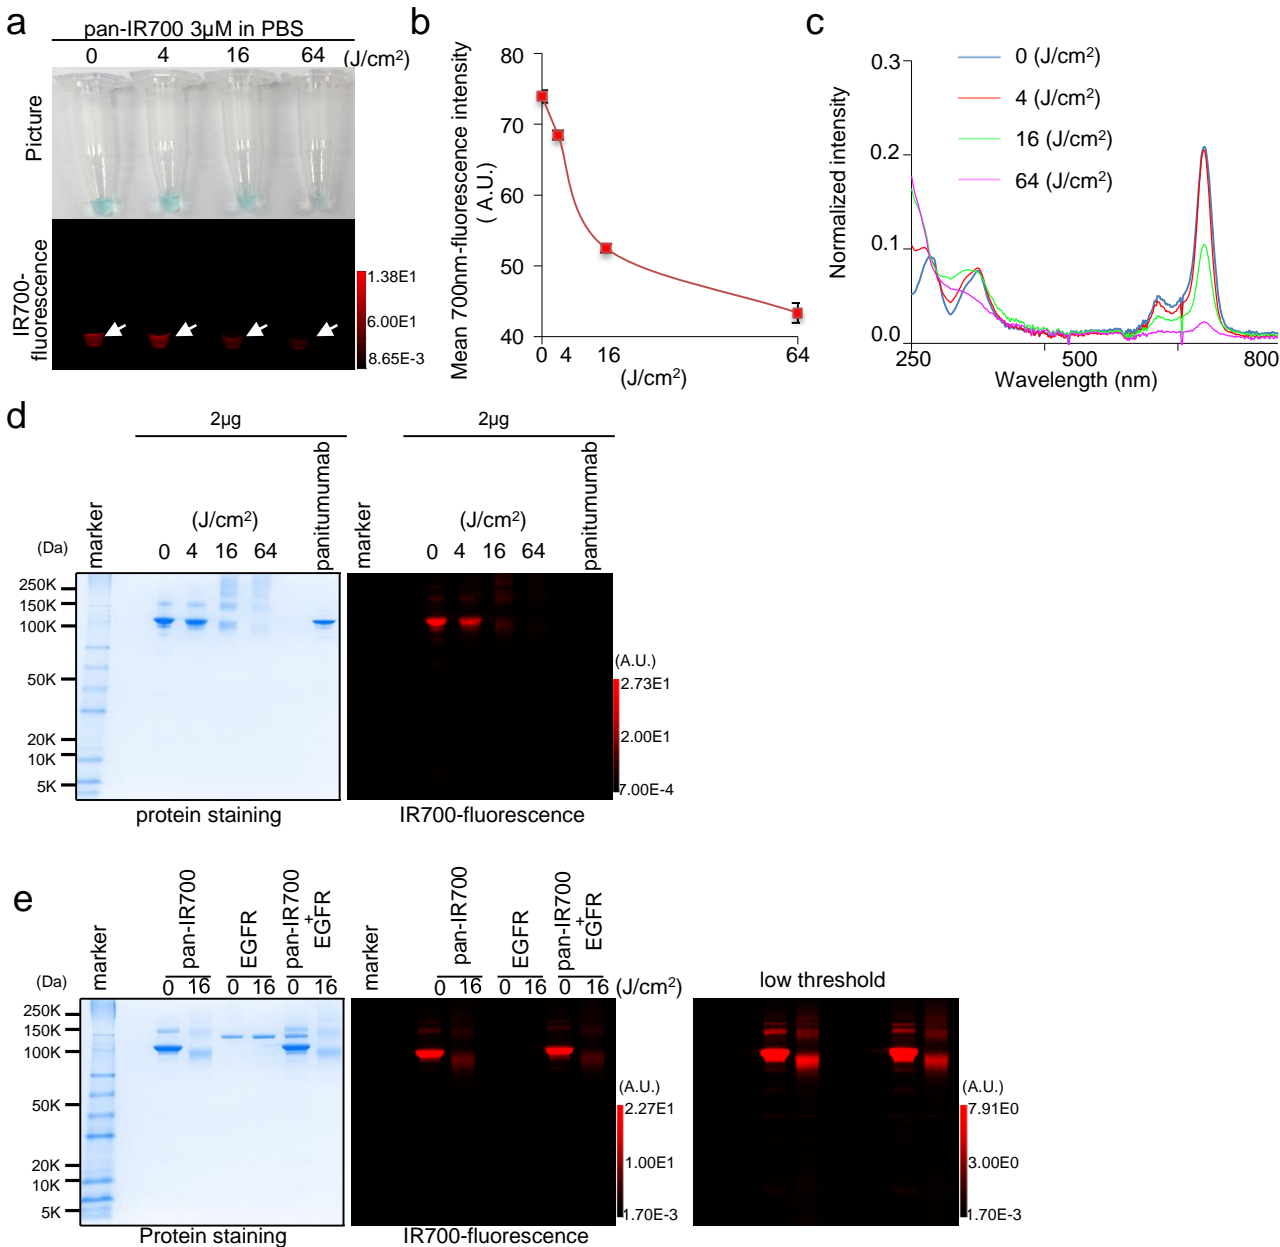 a
pan-IR700 3µM in PBS
0 4 16 64 (J/cm²)
Picture
IR700-
fluorescence
1.38E1
6.00E1
8.65E-3
b
Mean 700nm-fluorescence intensity
( A.U.)
80
70
60
50
40
0 4 16 64
(J/cm²)
c
Normalized intensity
0.3
0.2
0.1
0.0
0 (J/cm²)
4 (J/cm²)
16 (J/cm²)
64 (J/cm²)
250 500 800
Wavelength (nm)
d
2µg
marker
(J/cm²)
panitumumab
(Da)
0 4 16 64
250K
150K
100K
50K
20K
10K
5K
protein staining
2µg
marker
(J/cm²)
panitumumab
0 4 16 64
(A.U.)
2.73E1
2.00E1
7.00E-4
IR700-fluorescence
e
marker
pan-IR700
EGFR
pan-IR700
+
EGFR
(Da)
0 16 0 16 0 16
250K
150K
100K
50K
20K
10K
5K
Protein staining
marker
pan-IR700
EGFR
pan-IR700
+
EGFR
0 16 0 16 0 16 (J/cm²)
(A.U.)
2.27E1
1.00E1
1.70E-3
IR700-fluorescence
low threshold
(A.U.)
7.91E0
3.00E0
1.70E-3